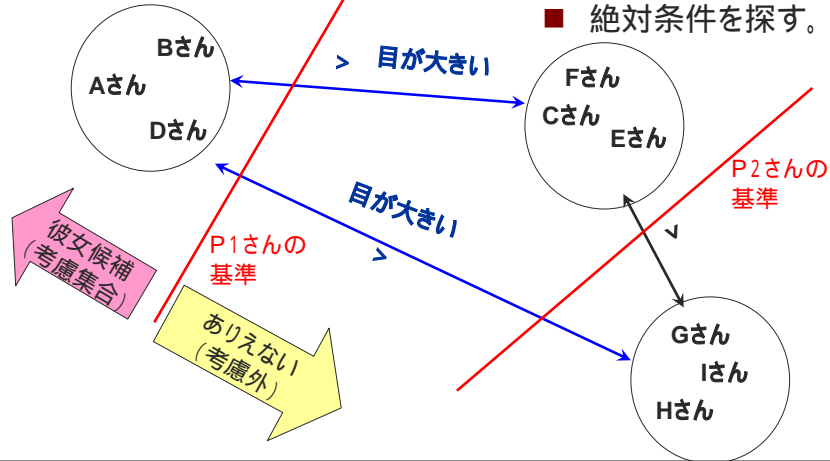 ■ 絶対条件を探す。
Bさん
Aさん
Dさん
> 目が大きい
Fさん
Cさん
Eさん
P2さんの
基準
目が大きい
>
P1さんの
基準
彼女候補
(考慮集合)
ありえない
(考慮外)
>
Gさん
Iさん
Hさん